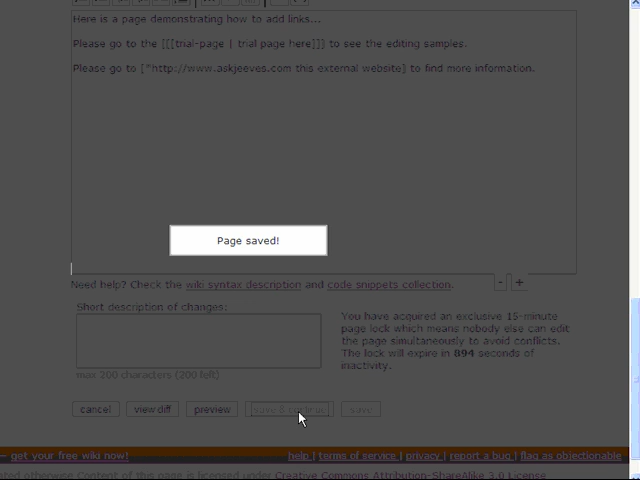 Here is a page demonstrating how to add links...
Please go to the [[[trial-page | trial page here]]] to see the editing samples.
Please go to [*http://www.askjeeves.com this external website] to find more information.
Page saved!
Need help? Check the wiki syntax description and code snippets collection.
- +
Short description of changes:
You have acquired an exclusive 15-minute
page lock which means nobody else can edit
the page simultaneously to avoid conflicts.
The lock will expire in 894 seconds of
inactivity.
max 200 characters (200 left)
cancel view diff preview save & continue save
— get your free wiki now! help | terms of service | privacy | report a bug | flag as objectionable
stated otherwise Content of this page is licensed under Creative Commons Attribution-ShareAlike 3.0 License